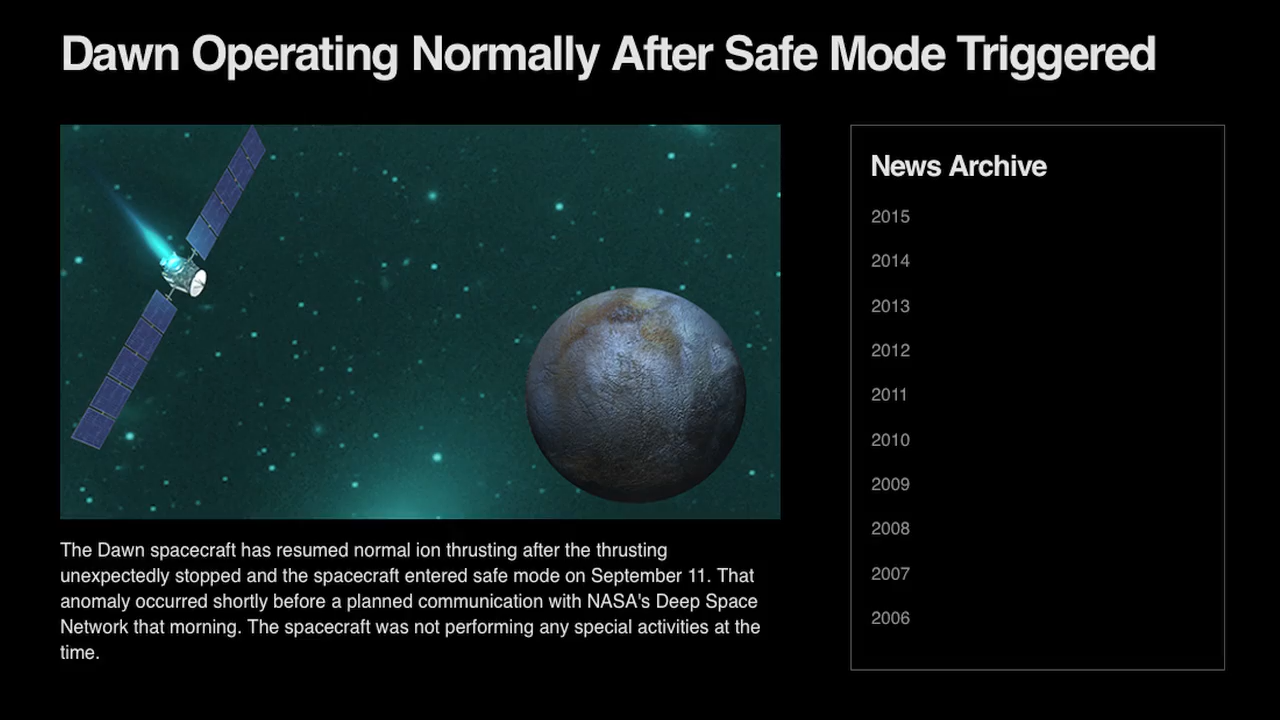 Dawn Operating Normally After Safe Mode Triggered
The Dawn spacecraft has resumed normal ion thrusting after the thrusting
unexpectedly stopped and the spacecraft entered safe mode on September 11. That
anomaly occurred shortly before a planned communication with NASA's Deep Space
Network that morning. The spacecraft was not performing any special activities at the
time.
News Archive
2015
2014
2013
2012
2011
2010
2009
2008
2007
2006